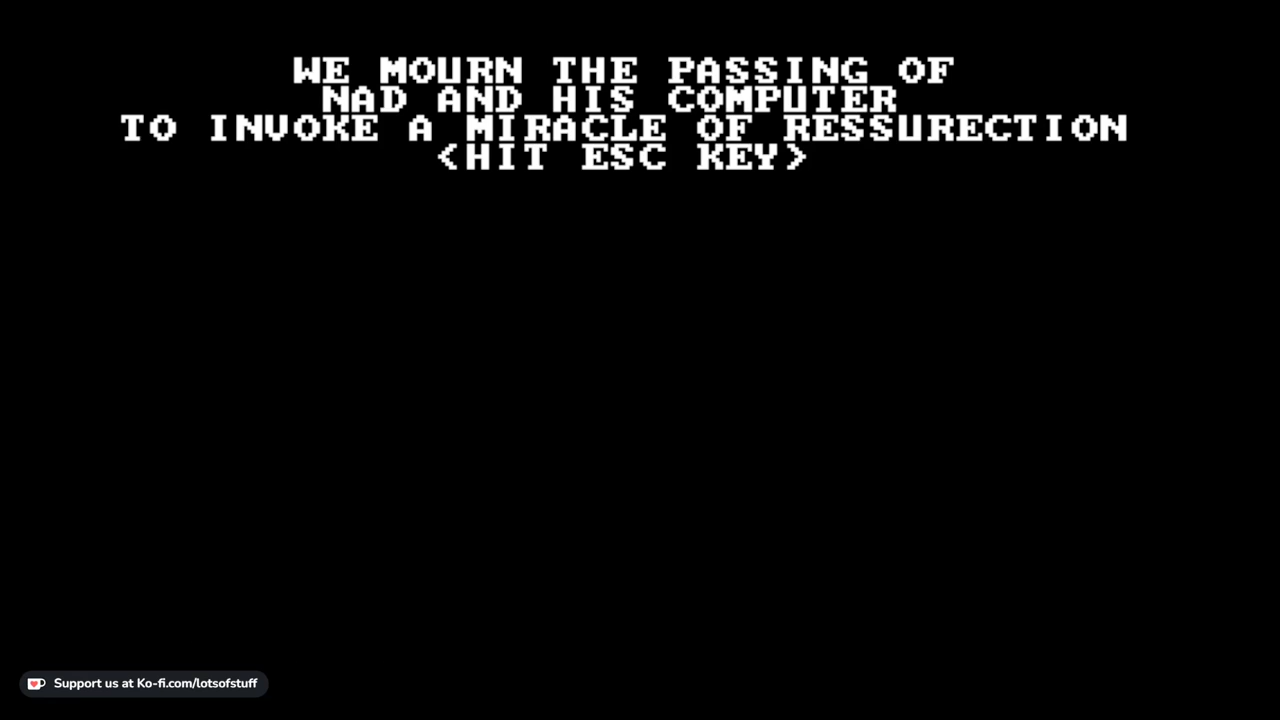 WE MOURN THE PASSING OF
NAD AND HIS COMPUTER
TO INVOKE A MIRACLE OF RESSURECTION
<HIT ESC KEY>
Support us at Ko-fi.com/lotsofstuff